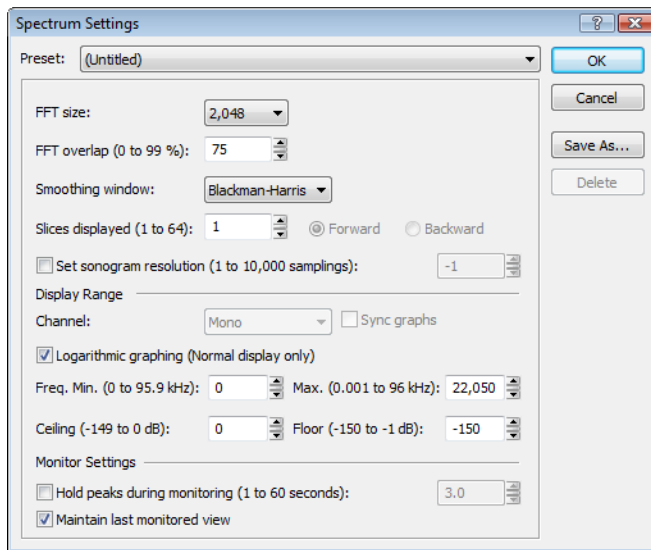 Spectrum Settings
Preset: (Untitled)
OK
Cancel
Save As...
Delete
FFT size: 2,048
FFT overlap (0 to 99 %): 75
Smoothing window: Blackman-Harris
Slices displayed (1 to 64): 1 Forward Backward
Set sonogram resolution (1 to 10,000 samplings): -1
Display Range
Channel: Mono Sync graphs
Logarithmic graphing (Normal display only)
Freq. Min. (0 to 95.9 kHz): 0 Max. (0.001 to 96 kHz): 22,050
Ceiling (-149 to 0 dB): 0 Floor (-150 to -1 dB): -150
Monitor Settings
Hold peaks during monitoring (1 to 60 seconds): 3.0
Maintain last monitored view